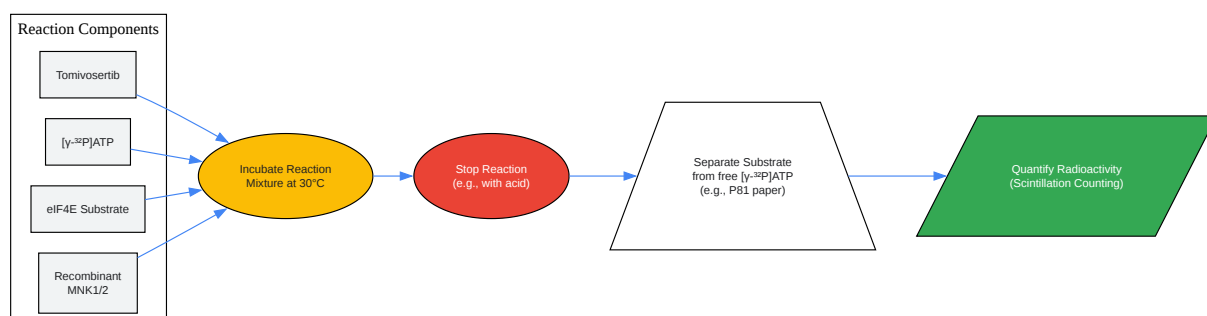 Reaction Components
Tomivosertib
[γ-³²P]ATP
eIF4E Substrate
Recombinant
MNK1/2
Incubate Reaction
Mixture at 30°C
Stop Reaction
(e.g., with acid)
Separate Substrate
from free [γ-³²P]ATP
(e.g., P81 paper)
Quantify Radioactivity
(Scintillation Counting)